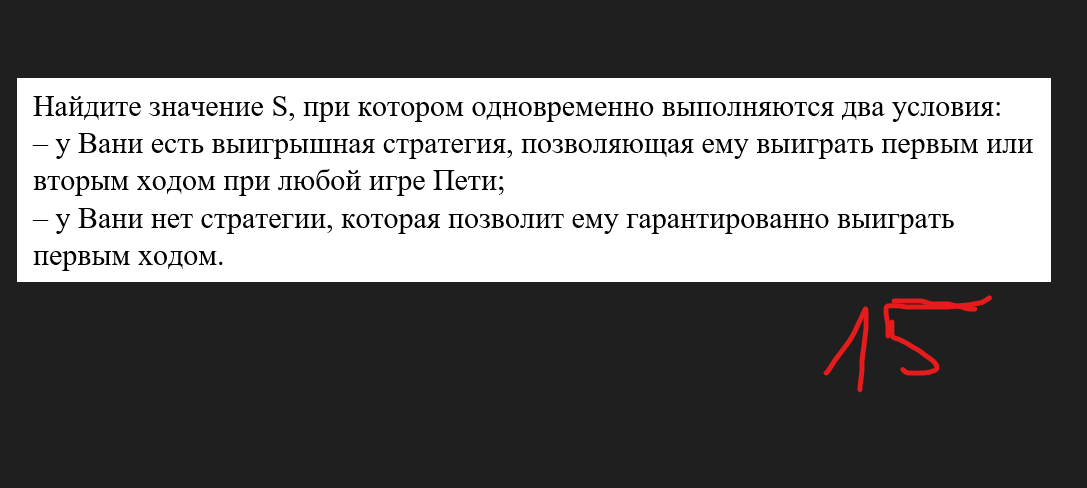 Найдите значение S, при котором одновременно выполняются два условия:
– у Вани есть выигрышная стратегия, позволяющая ему выиграть первым или
вторым ходом при любой игре Пети;
– у Вани нет стратегии, которая позволит ему гарантированно выиграть
первым ходом.
15